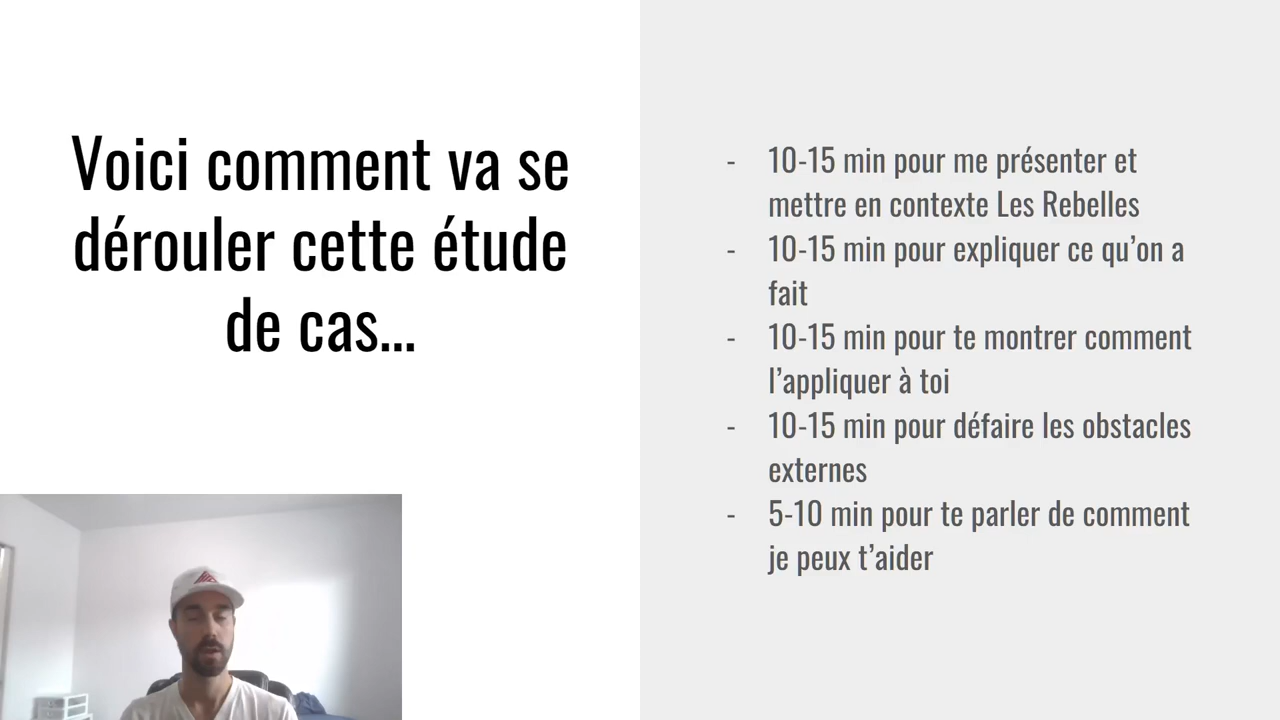 Voici comment va se
dérouler cette étude
de cas...
- 10-15 min pour me présenter et
mettre en contexte Les Rebelles
- 10-15 min pour expliquer ce qu’on a
fait
- 10-15 min pour te montrer comment
l’appliquer à toi
- 10-15 min pour défaire les obstacles
externes
- 5-10 min pour te parler de comment
je peux t’aider